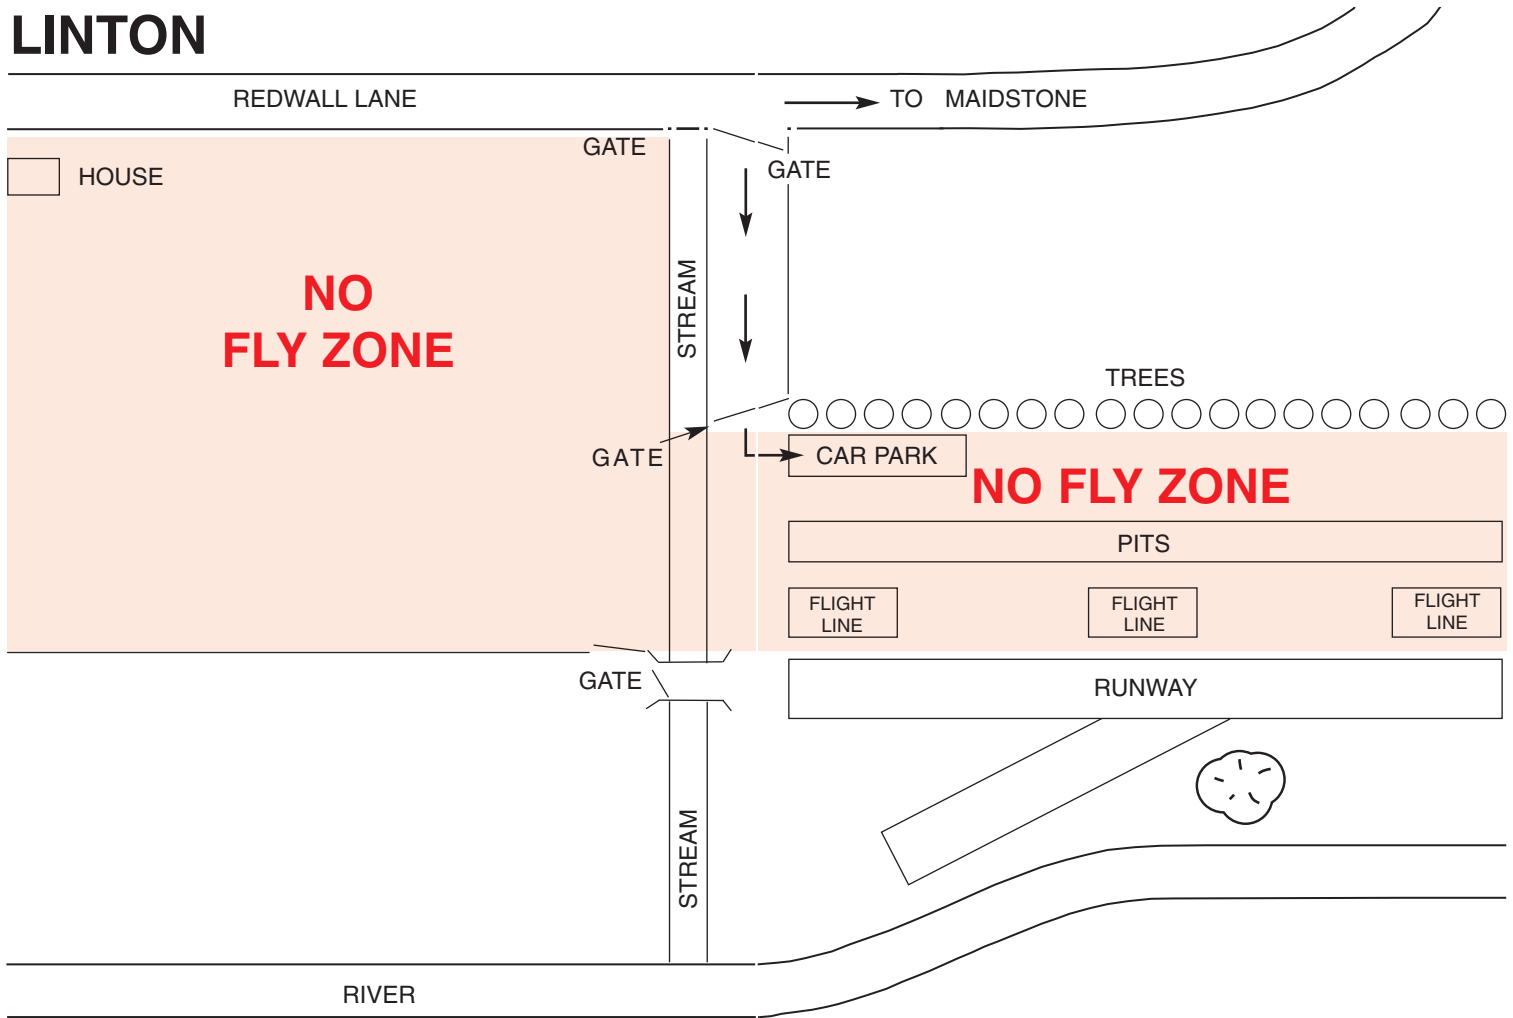 LINTON
REDWALL LANE
TO MAIDSTONE
GATE
GATE
HOUSE
NO
FLY ZONE
STREAM
TREES
GATE
CAR PARK
NO FLY ZONE
PITS
FLIGHT
LINE
FLIGHT
LINE
FLIGHT
LINE
GATE
RUNWAY
STREAM
RIVER